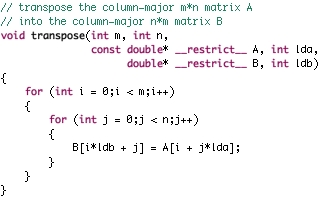 // transpose the column-major m*n matrix A
// into the column-major n*m matrix B
void transpose(int m, int n,
               const double* __restrict__ A, int lda,
                     double* __restrict__ B, int ldb)
{
    for (int i = 0;i < m;i++)
    {
        for (int j = 0;j < n;j++)
        {
            B[i*ldb + j] = A[i + j*lda];
        }
    }
}